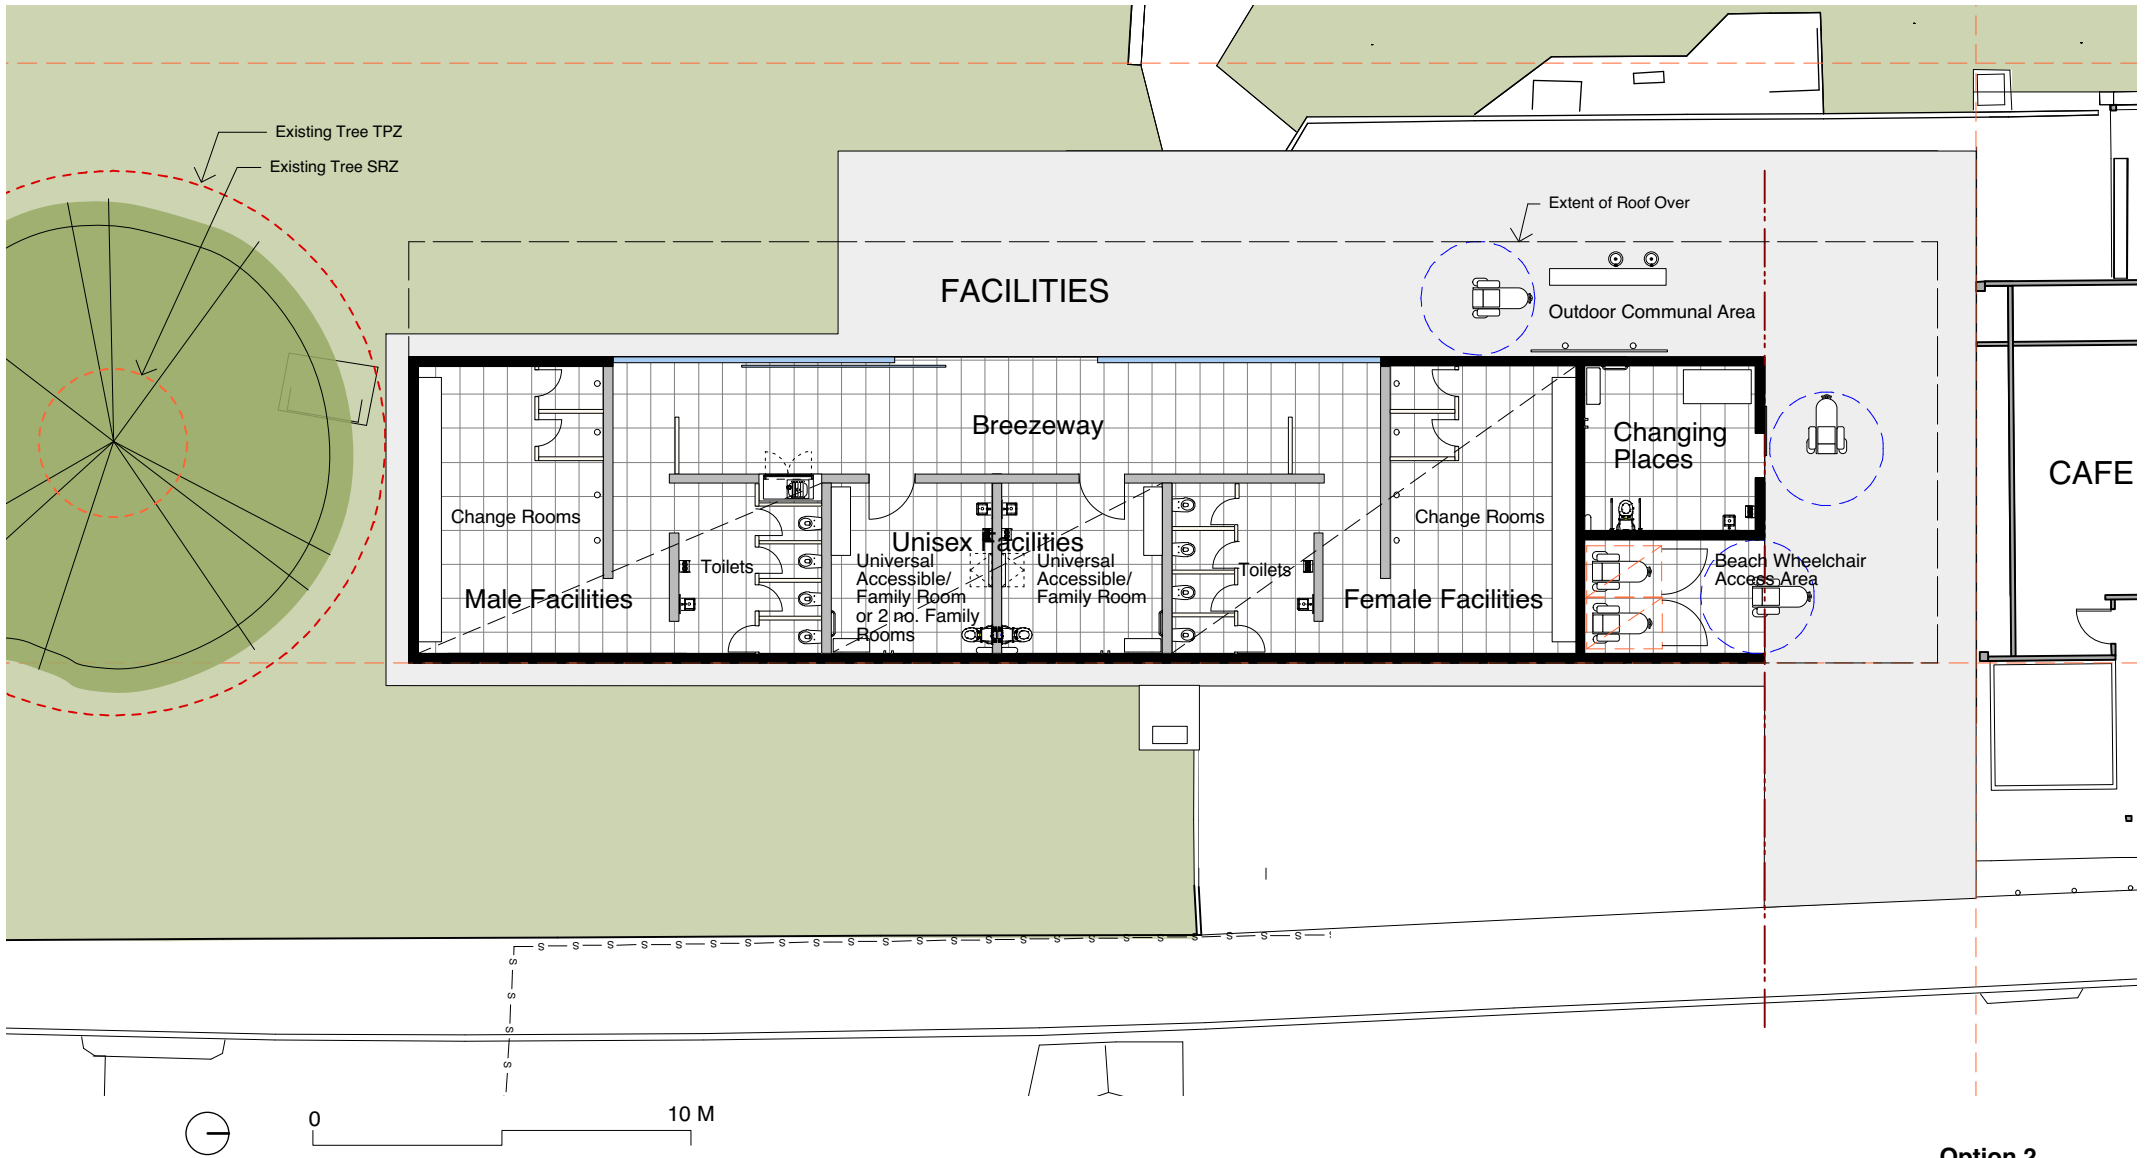 Existing Tree TPZ
Existing Tree SRZ
Extent of Roof Over
FACILITIES
Outdoor Communal Area
Breezeway
Changing
Places
CAFE
Change Rooms
Change Rooms
Unisex Facilities
Toilets
Universal
Accessible/
Family Room
or 2 no. Family
Rooms
Universal
Accessible/
Family Room
Toilets
Beach Wheelchair
Access Area
Male Facilities
Female Facilities
S S S S S S S S S S S S S S S S S S S S S S
S
S
S
S
0
10 M
Option 2